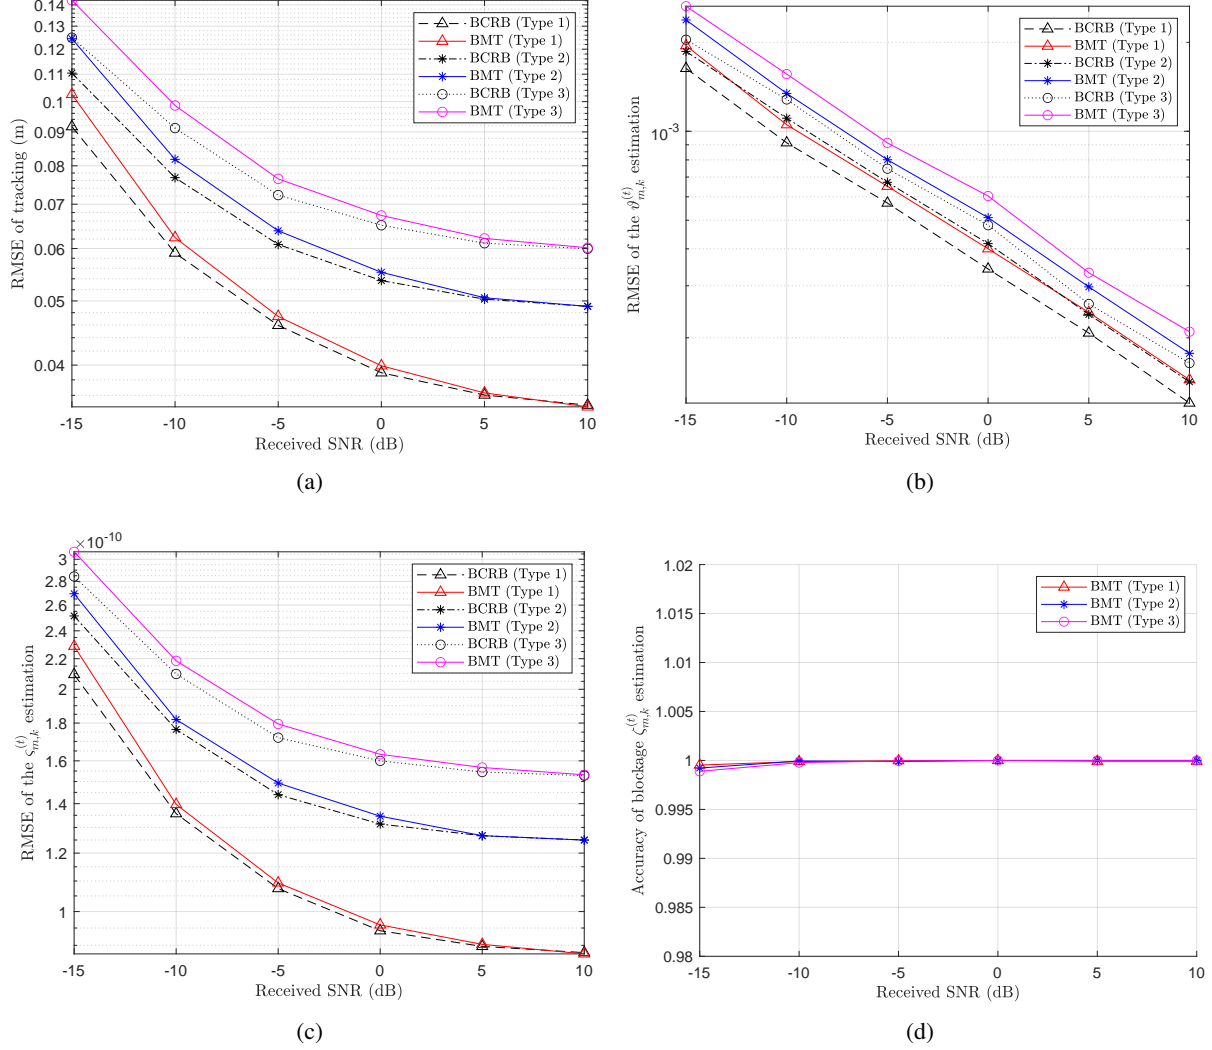 0.14
0.13
0.12
0.11
0.1
0.09
0.08
0.07
0.06
0.05
0.04
RMSE of tracking (m)
BCRB (Type 1)
BMT (Type 1)
BCRB (Type 2)
BMT (Type 2)
BCRB (Type 3)
BMT (Type 3)
-15 -10 -5 0 5 10
Received SNR (dB)
(a)
10⁻³
RMSE of the ϑ_{m,k}^{(t)} estimation
BCRB (Type 1)
BMT (Type 1)
BCRB (Type 2)
BMT (Type 2)
BCRB (Type 3)
BMT (Type 3)
-15 -10 -5 0 5 10
Received SNR (dB)
(b)
×10⁻¹⁰
3
2.8
2.6
2.4
2.2
2
1.8
1.6
1.4
1.2
1
RMSE of the ς_{m,k}^{(t)} estimation
BCRB (Type 1)
BMT (Type 1)
BCRB (Type 2)
BMT (Type 2)
BCRB (Type 3)
BMT (Type 3)
-15 -10 -5 0 5 10
Received SNR (dB)
(c)
1.02
1.015
1.01
1.005
1
0.995
0.99
0.985
0.98
Accuracy of blockage ζ_{m,k}^{(t)} estimation
BMT (Type 1)
BMT (Type 2)
BMT (Type 3)
-15 -10 -5 0 5 10
Received SNR (dB)
(d)